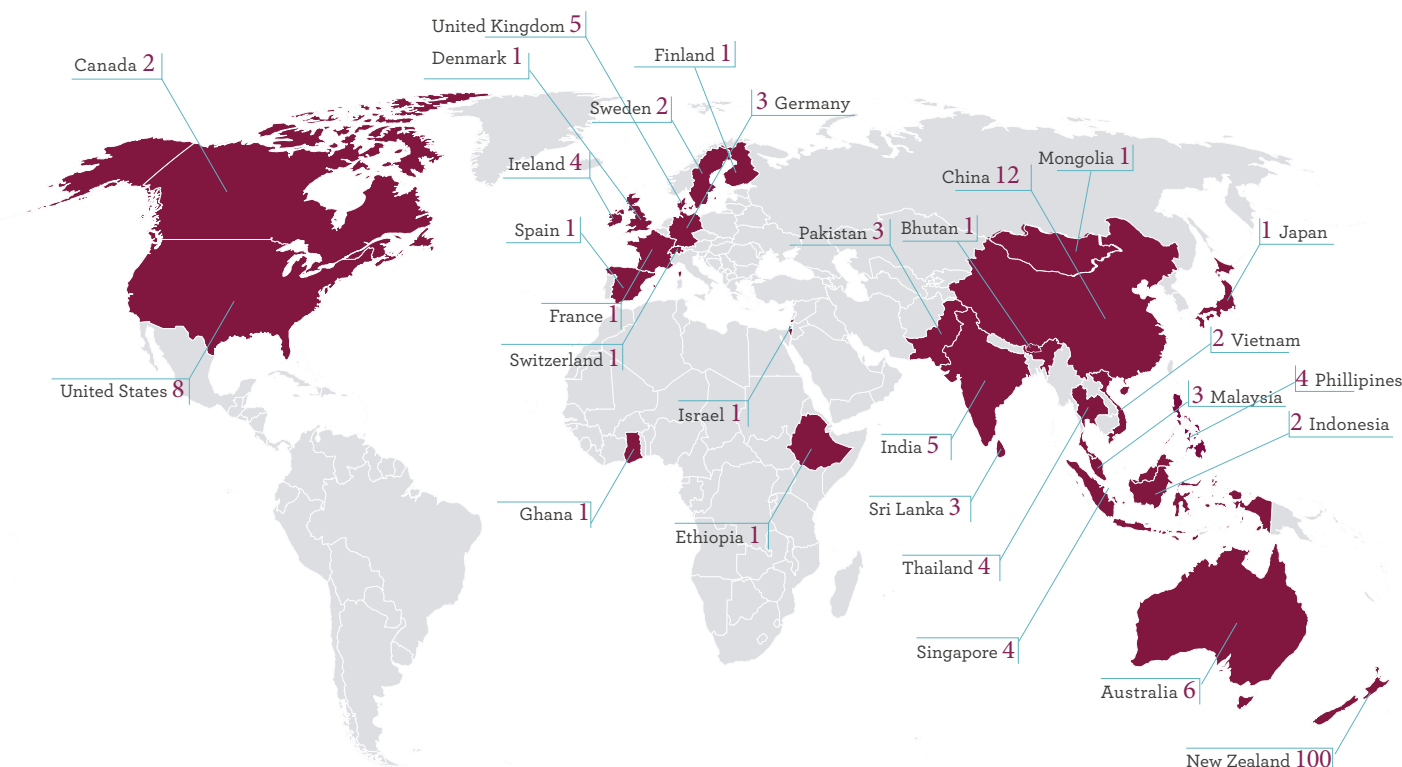 United Kingdom 5
Denmark 1
Finland 1
Canada 2
Sweden 2
3 Germany
Ireland 4
Mongolia 1
China 12
Spain 1
Pakistan 3
Bhutan 1
1 Japan
France 1
Switzerland 1
2 Vietnam
United States 8
4 Phillipines
3 Malaysia
Israel 1
2 Indonesia
India 5
Ghana 1
Sri Lanka 3
Ethiopia 1
Thailand 4
Singapore 4
Australia 6
New Zealand 100